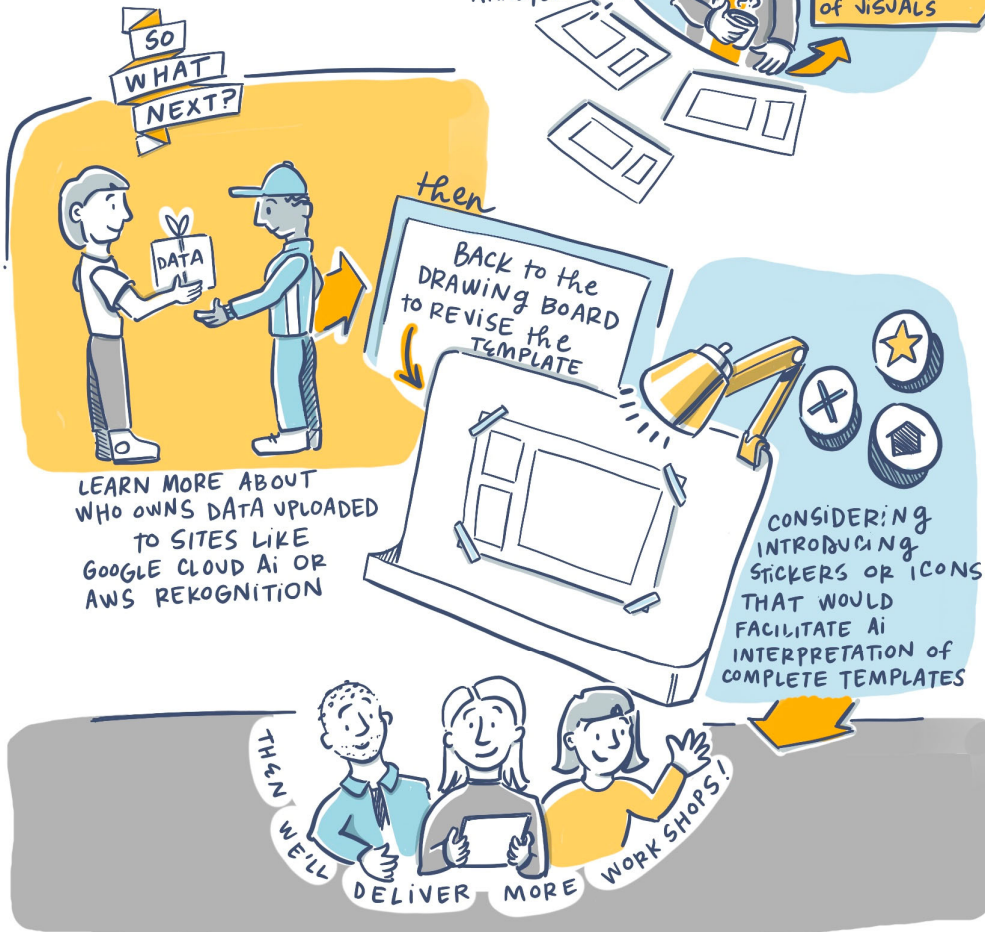 of VISUALS
SO
WHAT
NEXT?
DATA
LEARN MORE ABOUT
WHO OWNS DATA UPLOADED
TO SITES LIKE
GOOGLE CLOUD Ai OR
AWS REKOGNITION
then
BACK to the
DRAWING BOARD
to REVISE the
TEMPLATE
CONSIDERING
INTRODUCING
STICKERS OR ICONS
THAT WOULD
FACILITATE Ai
INTERPRETATION of
COMPLETE TEMPLATES
THEN WE'LL DELIVER MORE WORKSHOPS!